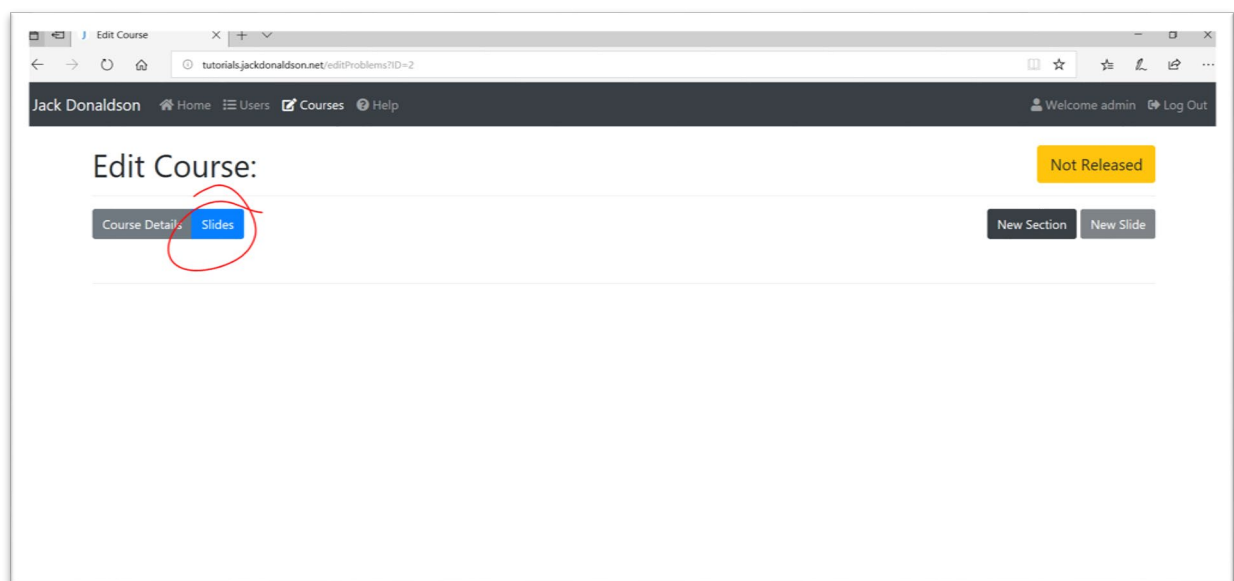 Edit Course
tutorials.jackdonaldson.net/editProblems?ID=2
Jack Donaldson Home Users Courses Help Welcome admin Log Out
Edit Course: Not Released
Course Details Slides New Section New Slide